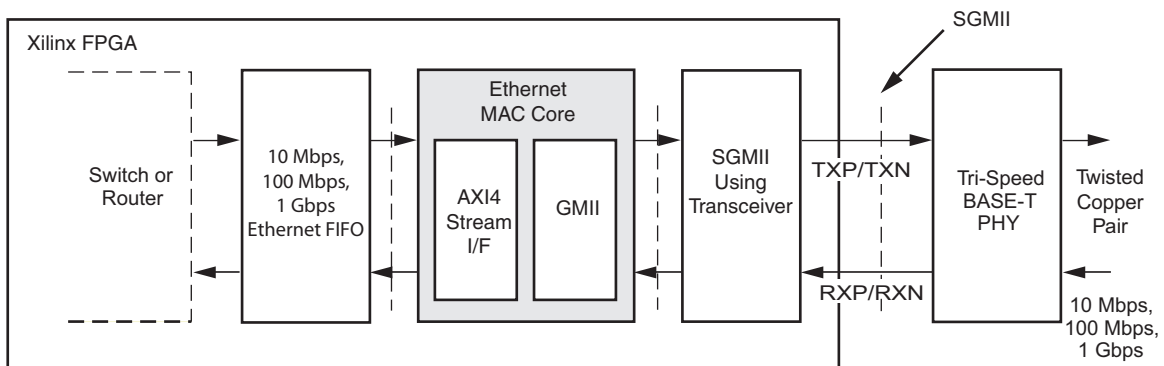 SGMII
Xilinx FPGA
Switch or
Router
10 Mbps,
100 Mbps,
1 Gbps
Ethernet FIFO
Ethernet
MAC Core
AXI4
Stream
I/F
GMII
SGMII
Using
Transceiver
TXP/TXN
RXP/RXN
Tri-Speed
BASE-T
PHY
Twisted
Copper
Pair
10 Mbps,
100 Mbps,
1 Gbps